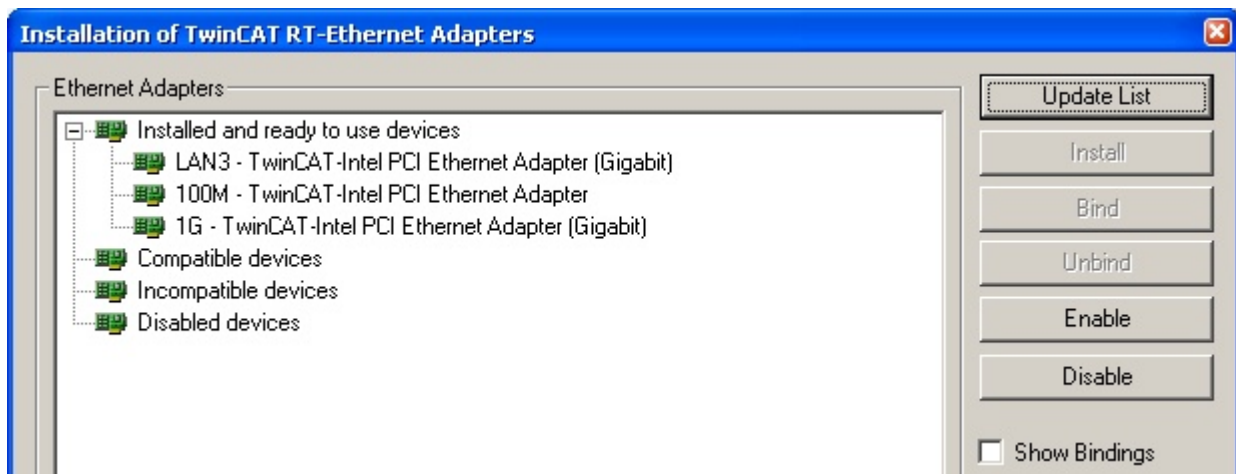 Installation of TwinCAT RT-Ethernet Adapters
Ethernet Adapters
Installed and ready to use devices
LAN3 - TwinCAT-Intel PCI Ethernet Adapter (Gigabit)
100M - TwinCAT-Intel PCI Ethernet Adapter
1G - TwinCAT-Intel PCI Ethernet Adapter (Gigabit)
Compatible devices
Incompatible devices
Disabled devices
Update List
Install
Bind
Unbind
Enable
Disable
Show Bindings